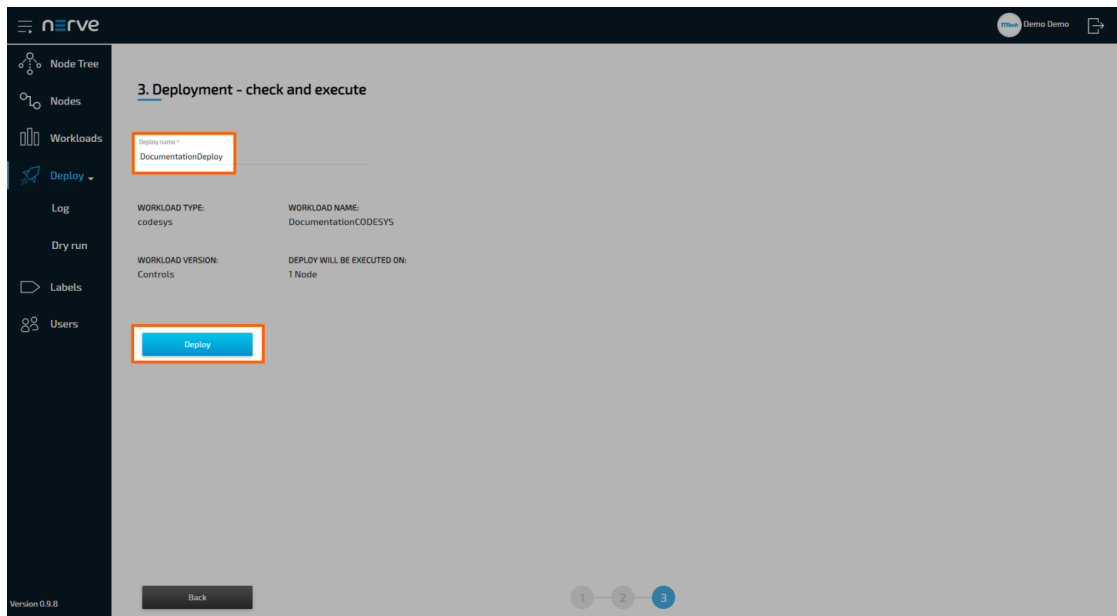 nerve
TTTech Demo Demo
Node Tree
Nodes
Workloads
Deploy
Log
Dry run
Labels
Users
Version 0.9.8
3. Deployment - check and execute
Deploy name *
DocumentationDeploy
WORKLOAD TYPE:
codesys
WORKLOAD NAME:
DocumentationCODESYS
WORKLOAD VERSION:
Controls
DEPLOY WILL BE EXECUTED ON:
1 Node
Deploy
Back
1 2 3